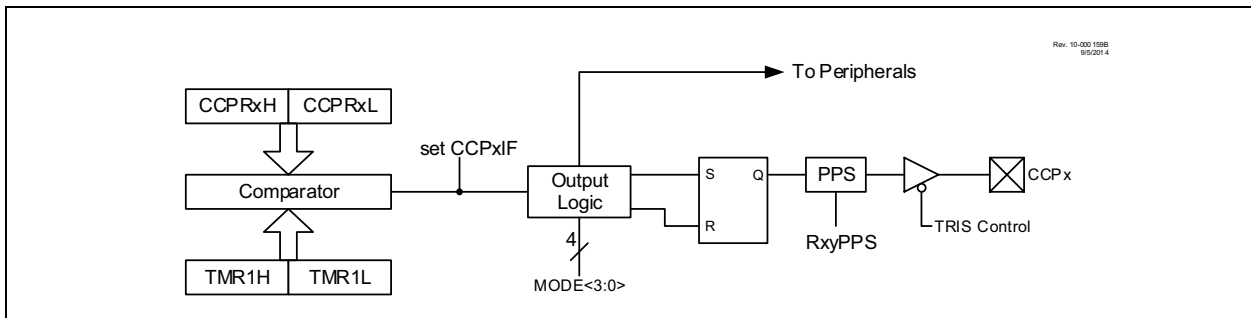 Rev. 10-000 159B
9/5/2014
To Peripherals
CCPRxH CCPRxL
set CCPxIF
Comparator
Output
Logic
S Q
R
PPS
CCPx
TRIS Control
RxyPPS
4
TMR1H TMR1L
MODE<3:0>